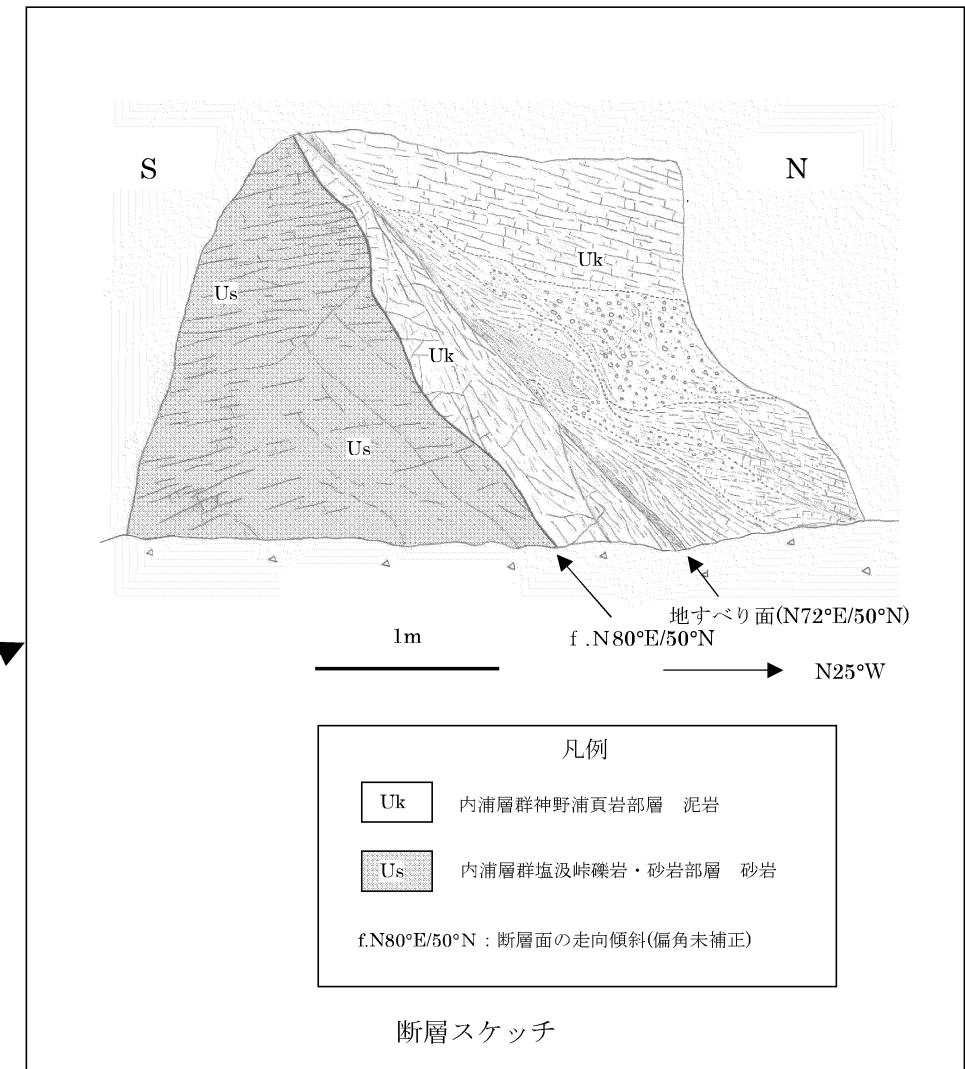 S
N
Us
Uk
Uk
Us
地すべり面(N72°E/50°N)
f .N80°E/50°N
1m
N25°W
凡例
Uk 内浦層群神野浦頁岩部層 泥岩
Us 内浦層群塩汲峠礫岩・砂岩部層 砂岩
f.N80°E/50°N：断層面の走向傾斜(偏角未補正)
断層スケッチ